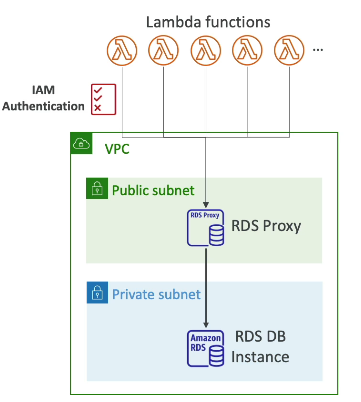 Lambda functions
...
IAM
Authentication
VPC
Public subnet
RDS Proxy
RDS Proxy
Private subnet
Amazon
RDS
RDS DB
Instance